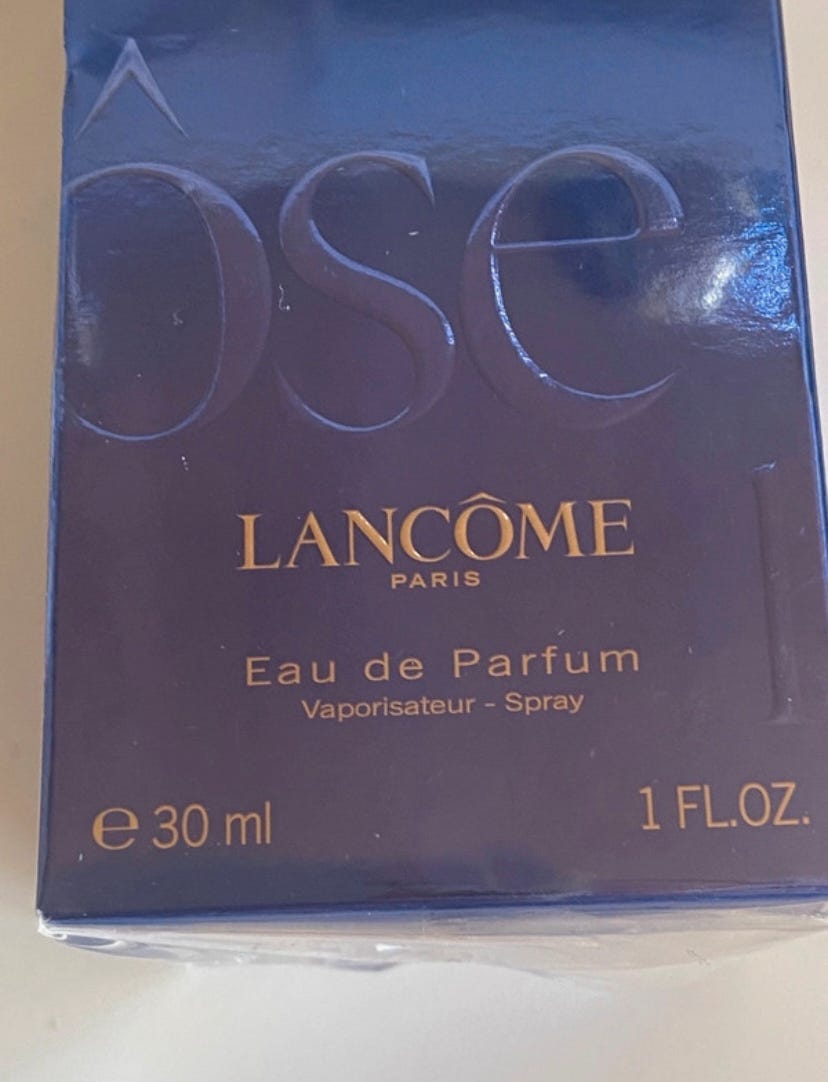 ôse
LANCÔME
PARIS
Eau de Parfum
Vaporisateur - Spray
℮ 30 ml
1 FL.OZ.